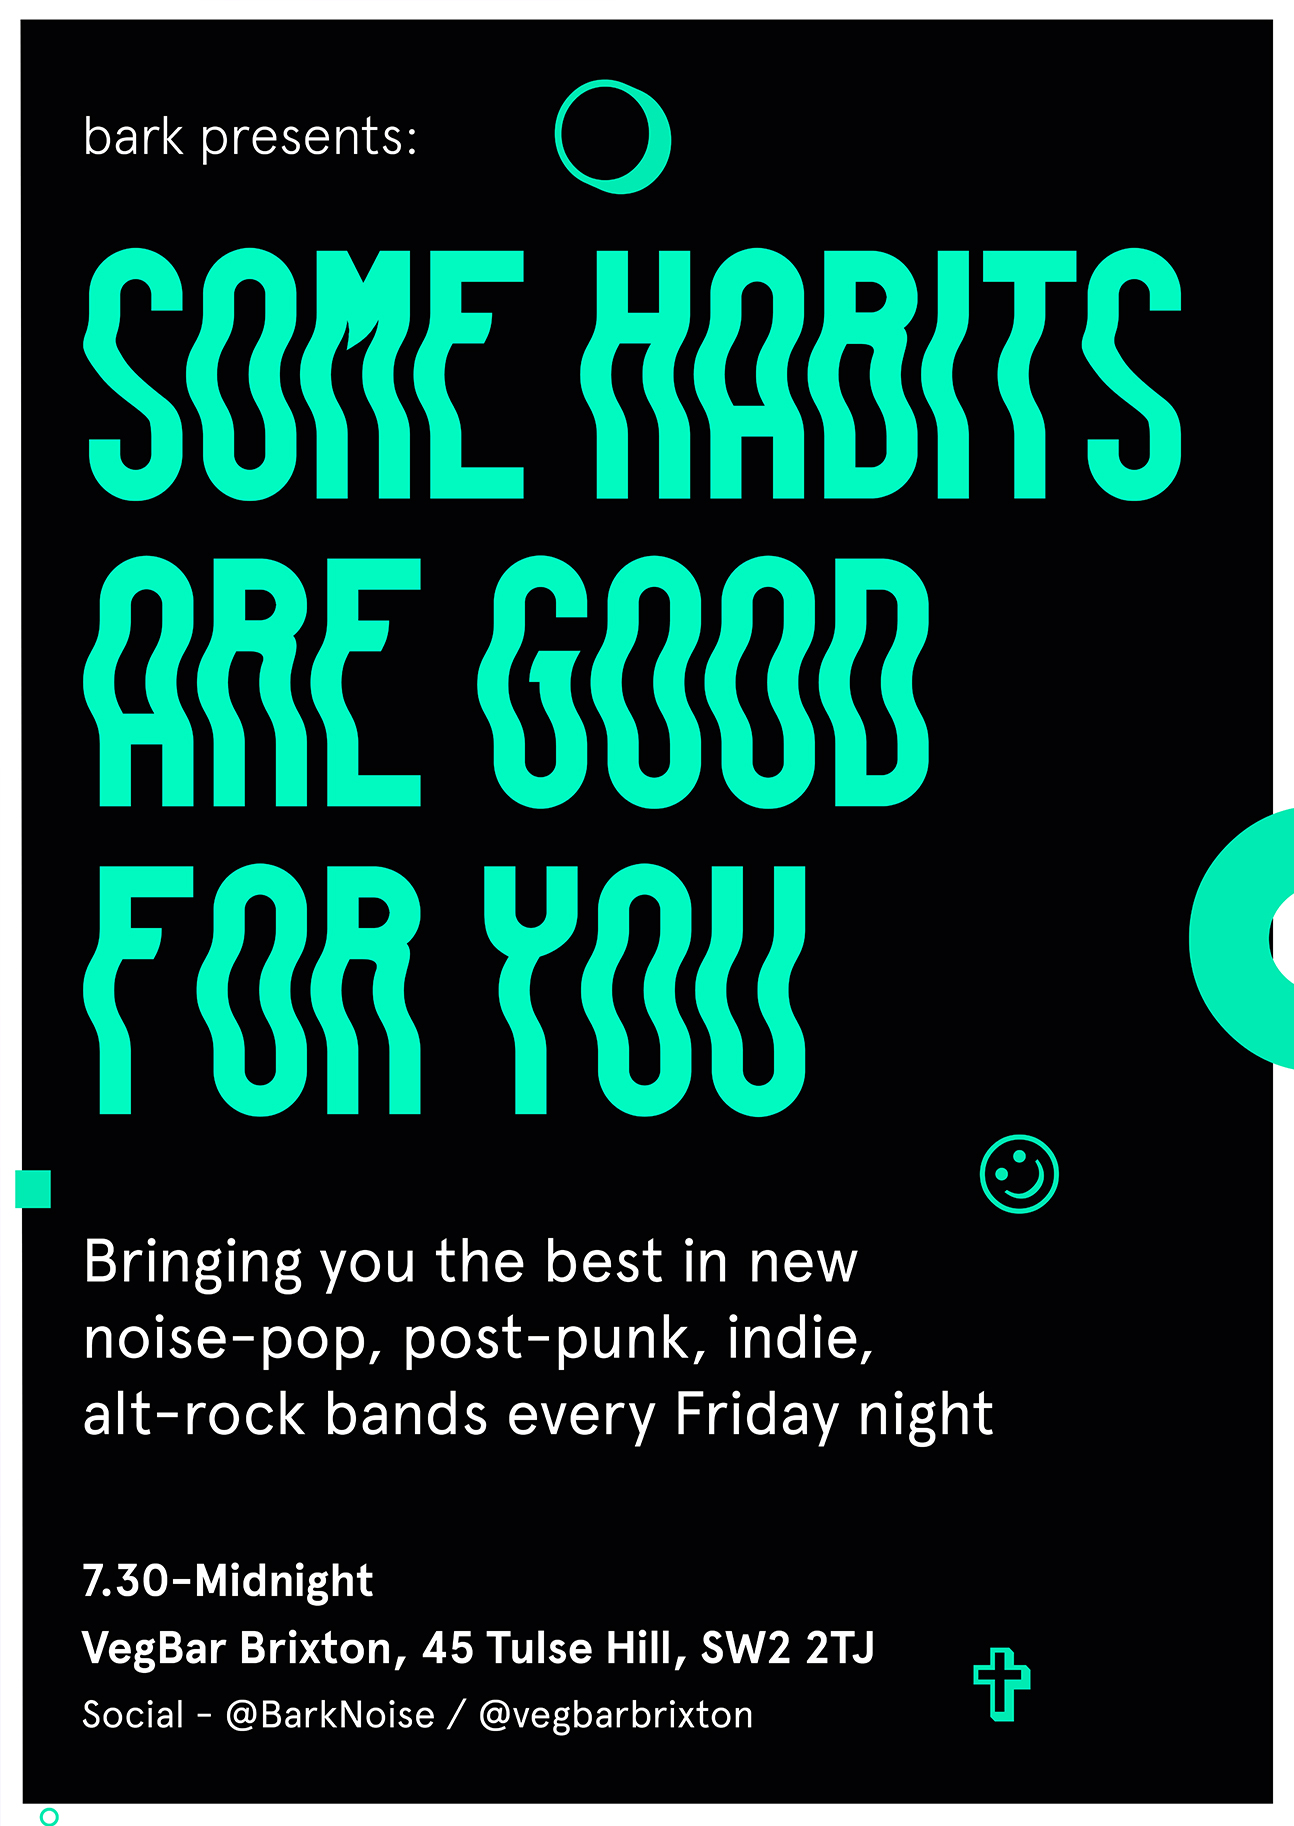 bark presents:
SOME HABITS
ARE GOOD
FOR YOU
Bringing you the best in new
noise-pop, post-punk, indie,
alt-rock bands every Friday night
7.30-Midnight
VegBar Brixton, 45 Tulse Hill, SW2 2TJ
Social - @BarkNoise / @vegbarbrixton